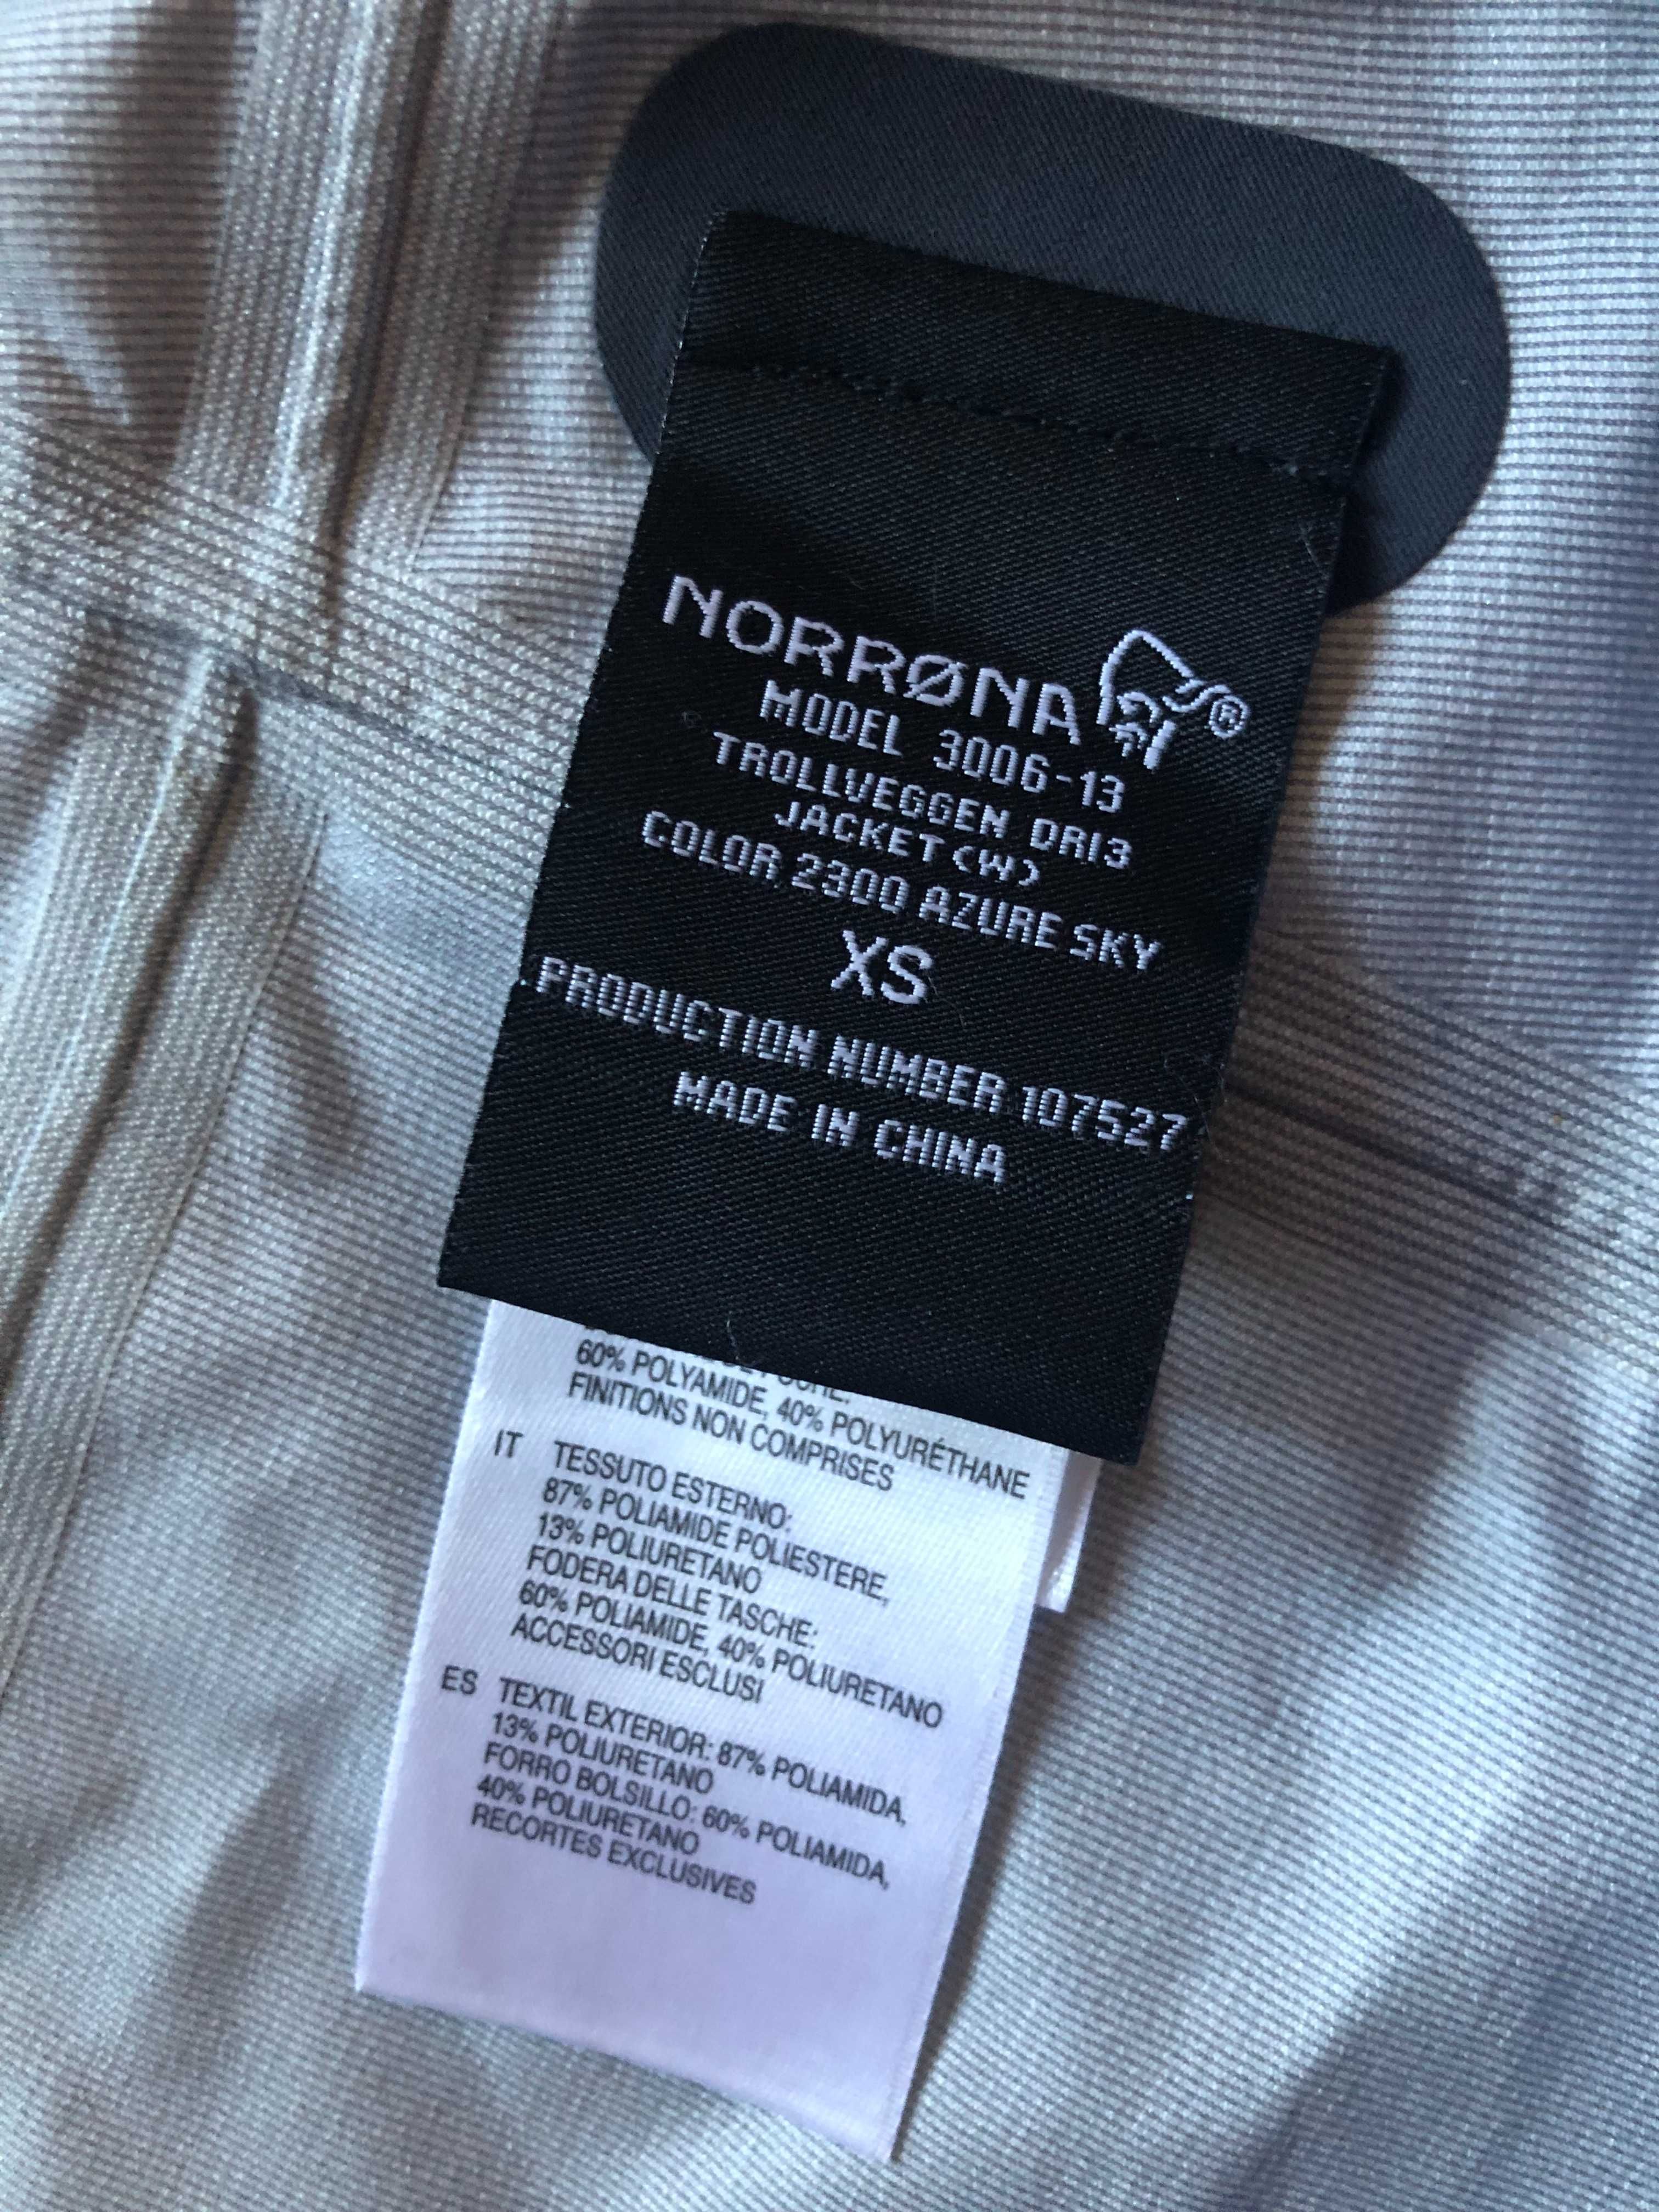 NORRØNA ®
MODEL 3006-13
TROLLVEGGEN DRI3
JACKET (W)
COLOR 2300 AZURE SKY
XS
PRODUCTION NUMBER 107527
MADE IN CHINA
60% POLYAMIDE, 40% POLYURÉTHANE
FINITIONS NON COMPRISES
IT TESSUTO ESTERNO:
87% POLIAMIDE POLIESTERE,
13% POLIURETANO
FODERA DELLE TASCHE:
60% POLIAMIDE, 40% POLIURETANO
ACCESSORI ESCLUSI
ES TEXTIL EXTERIOR: 87% POLIAMIDA,
13% POLIURETANO
FORRO BOLSILLO: 60% POLIAMIDA,
40% POLIURETANO
RECORTES EXCLUSIVES